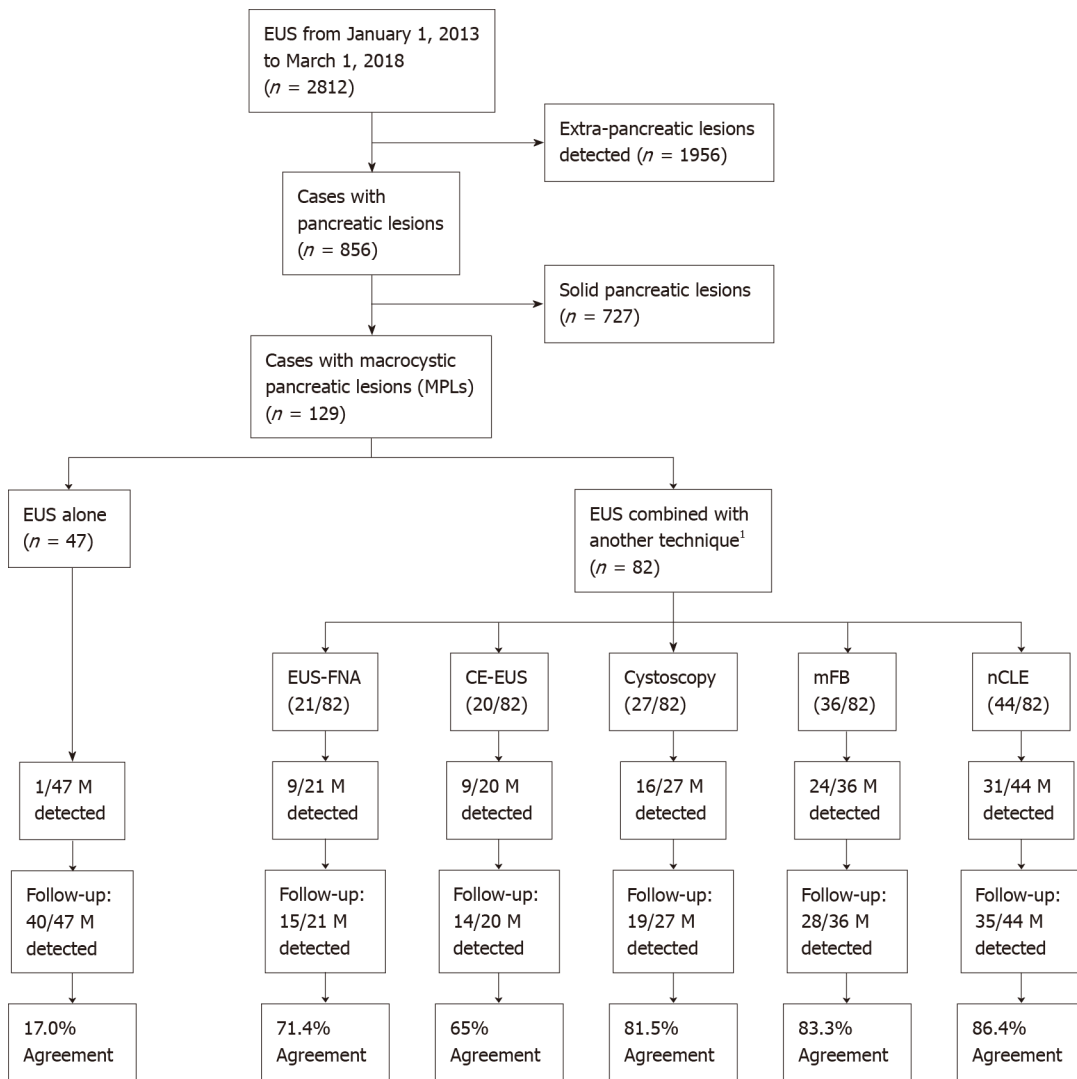 EUS from January 1, 2013
to March 1, 2018
(n = 2812)
Extra-pancreatic lesions
detected (n = 1956)
Cases with
pancreatic lesions
(n = 856)
Solid pancreatic lesions
(n = 727)
Cases with macrocystic
pancreatic lesions (MPLs)
(n = 129)
EUS alone
(n = 47)
EUS combined with
another technique¹
(n = 82)
EUS-FNA
(21/82)
CE-EUS
(20/82)
Cystoscopy
(27/82)
mFB
(36/82)
nCLE
(44/82)
1/47 M
detected
9/21 M
detected
9/20 M
detected
16/27 M
detected
24/36 M
detected
31/44 M
detected
Follow-up:
40/47 M
detected
Follow-up:
15/21 M
detected
Follow-up:
14/20 M
detected
Follow-up:
19/27 M
detected
Follow-up:
28/36 M
detected
Follow-up:
35/44 M
detected
17.0%
Agreement
71.4%
Agreement
65%
Agreement
81.5%
Agreement
83.3%
Agreement
86.4%
Agreement